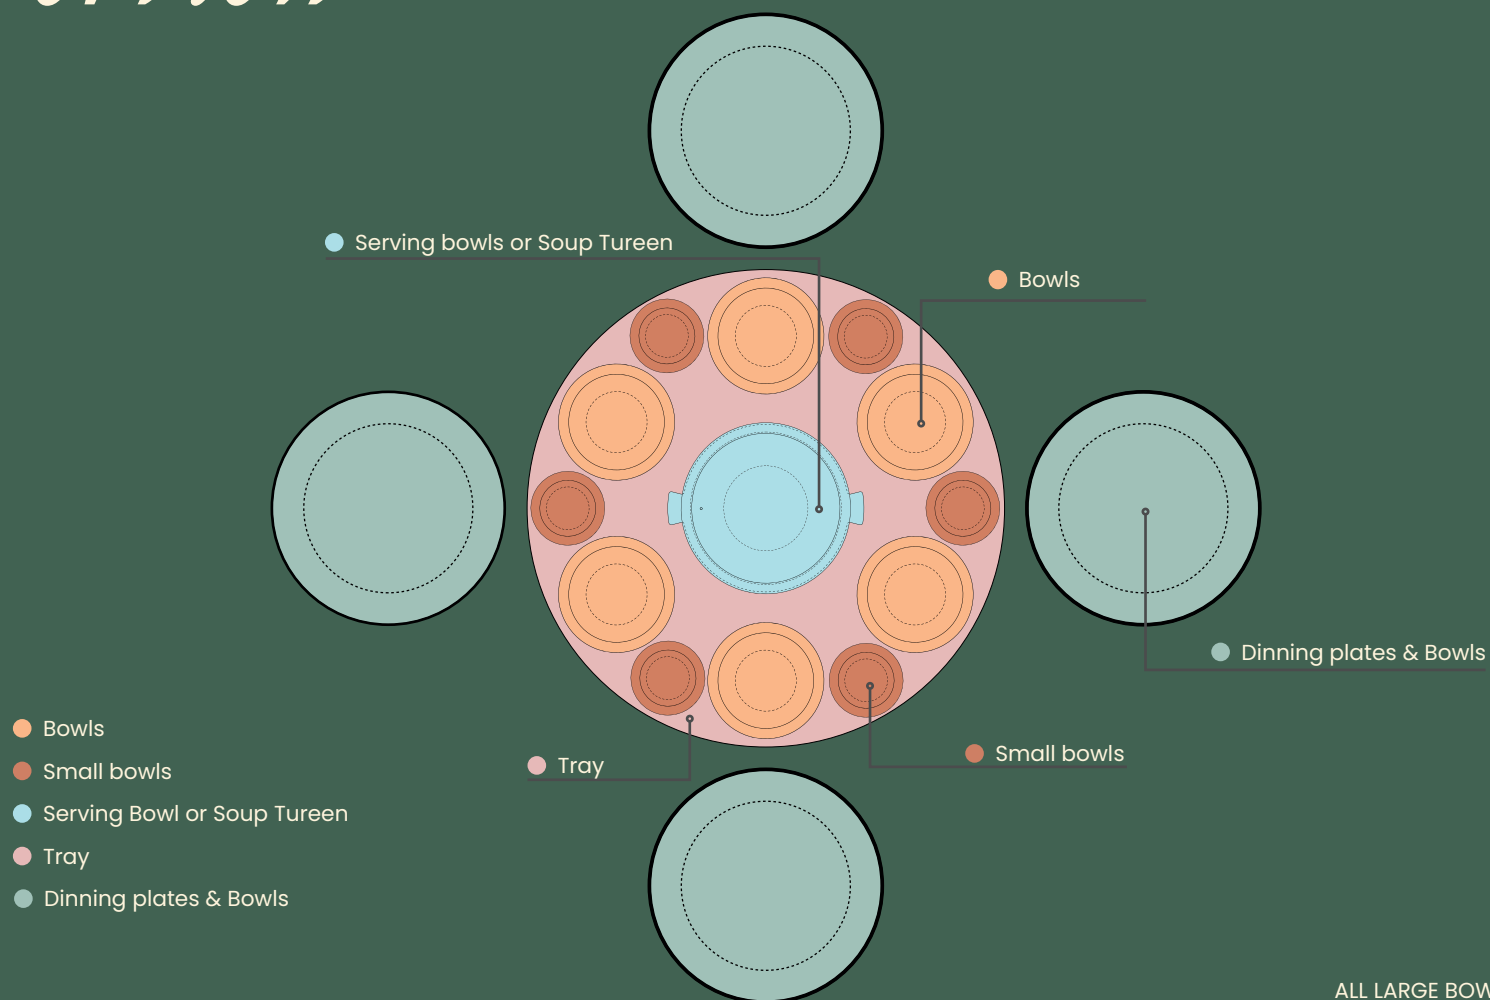 Serving bowls or Soup Tureen
Bowls
Dinning plates & Bowls
Small bowls
Tray
Bowls
Small bowls
Serving Bowl or Soup Tureen
Tray
Dinning plates & Bowls
ALL LARGE